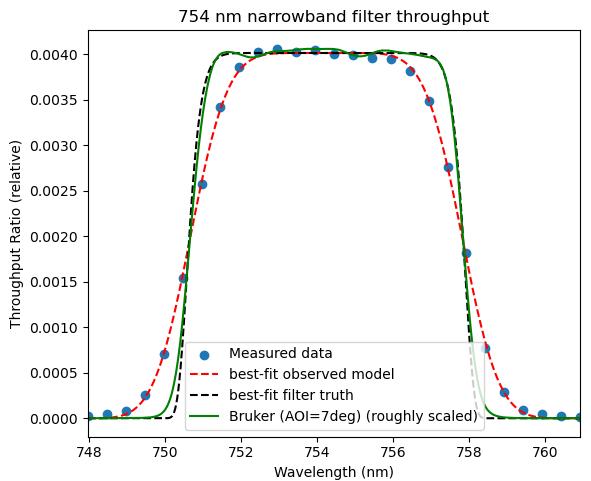 754 nm narrowband filter throughput
Throughput Ratio (relative)
0.0040
0.0035
0.0030
0.0025
0.0020
0.0015
0.0010
0.0005
0.0000
Measured data
best-fit observed model
best-fit filter truth
Bruker (AOI=7deg) (roughly scaled)
748 750 752 754 756 758 760
Wavelength (nm)